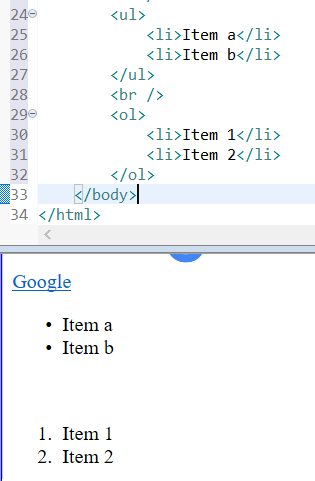 24 <ul>
25 <li>Item a</li>
26 <li>Item b</li>
27 </ul>
28 <br />
29 <ol>
30 <li>Item 1</li>
31 <li>Item 2</li>
32 </ol>
33 </body>
34 </html>
Google
• Item a
• Item b
1. Item 1
2. Item 2